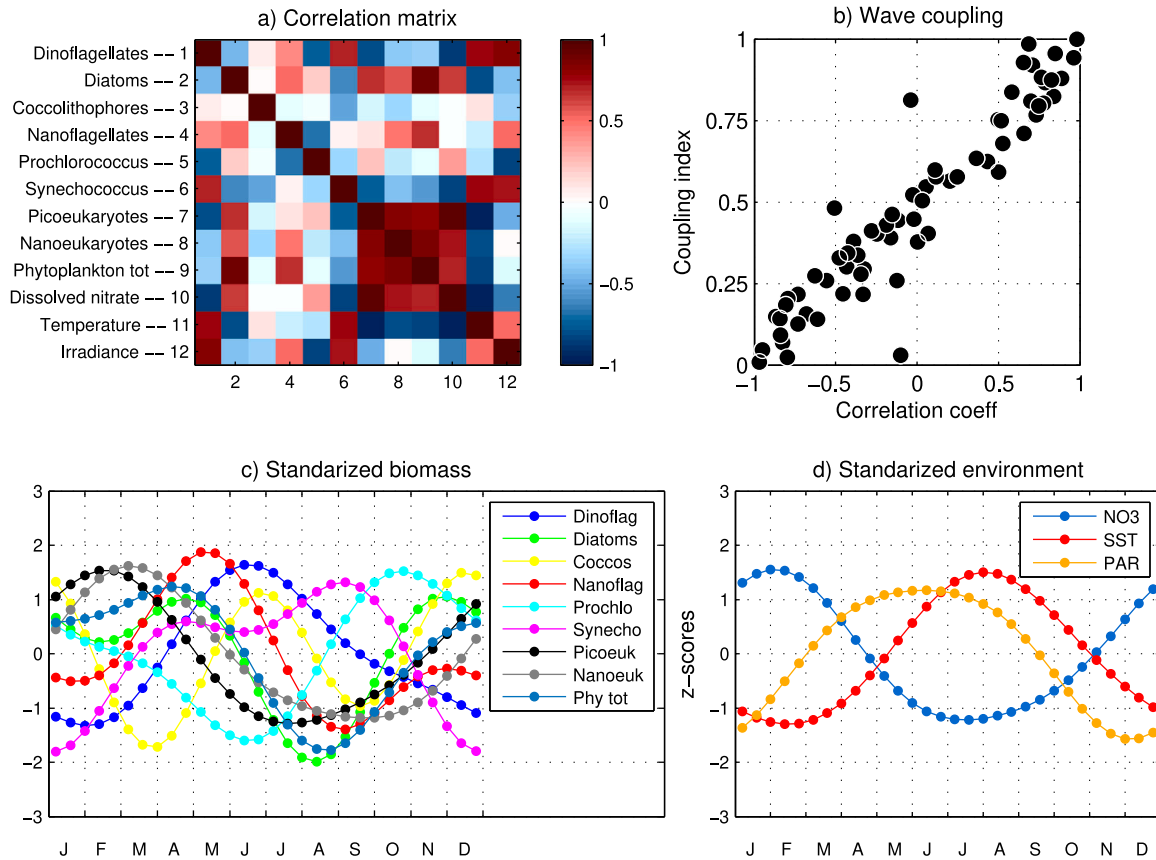 a) Correlation matrix
Dinoflagellates −− 1
Diatoms −− 2
Coccolithophores −− 3
Nanoflagellates −− 4
Prochlorococcus −− 5
Synechococcus −− 6
Picoeukaryotes −− 7
Nanoeukaryotes −− 8
Phytoplankton tot −− 9
Dissolved nitrate −− 10
Temperature −− 11
Irradiance −− 12
2 4 6 8 10 12
1
0.5
0
−0.5
−1
b) Wave coupling
Coupling index
1
0.75
0.5
0.25
0
−1 −0.5 0 0.5 1
Correlation coeff
c) Standarized biomass
3
2
1
0
−1
−2
−3
J F M A M J J A S O N D
Dinoflag
Diatoms
Coccos
Nanoflag
Prochlo
Synecho
Picoeuk
Nanoeuk
Phy tot
d) Standarized environment
z−scores
3
2
1
0
−1
−2
−3
J F M A M J J A S O N D
NO3
SST
PAR